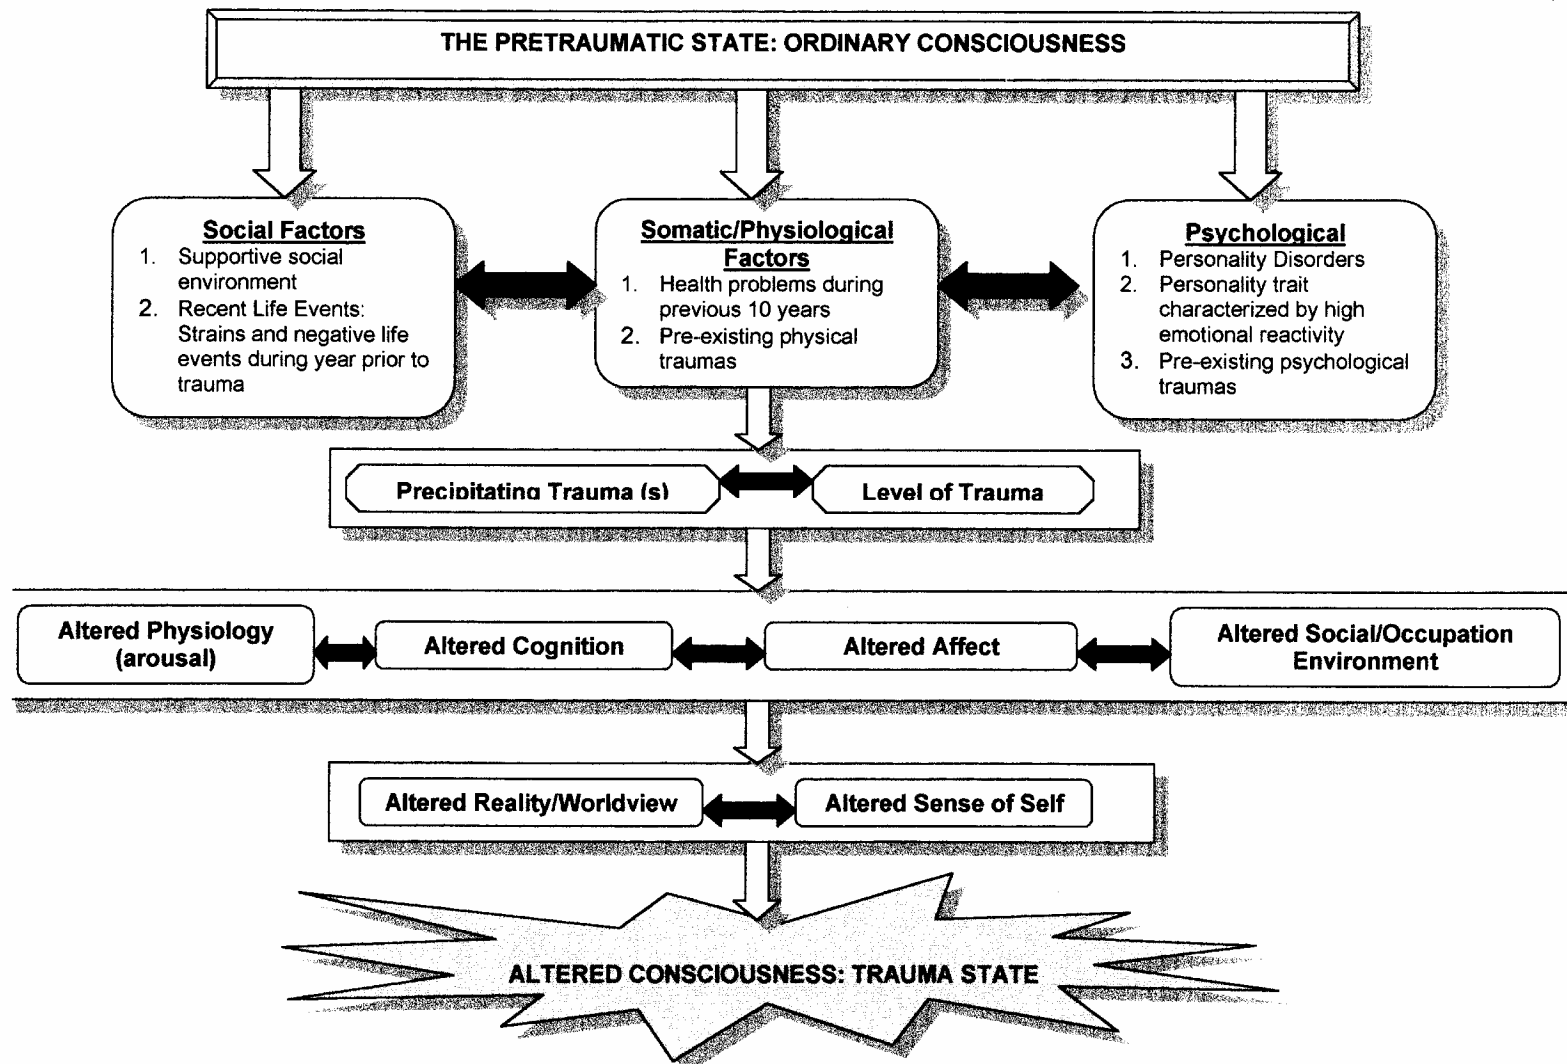 THE PRETRAUMATIC STATE: ORDINARY CONSCIOUSNESS
Social Factors
1. Supportive social
environment
2. Recent Life Events:
Strains and negative life
events during year prior to
trauma
Somatic/Physiological
Factors
1. Health problems during
previous 10 years
2. Pre-existing physical
traumas
Psychological
1. Personality Disorders
2. Personality trait
characterized by high
emotional reactivity
3. Pre-existing psychological
traumas
Precipitating Trauma (s)
Level of Trauma
Altered Physiology
(arousal)
Altered Cognition
Altered Affect
Altered Social/Occupation
Environment
Altered Reality/Worldview
Altered Sense of Self
ALTERED CONSCIOUSNESS: TRAUMA STATE